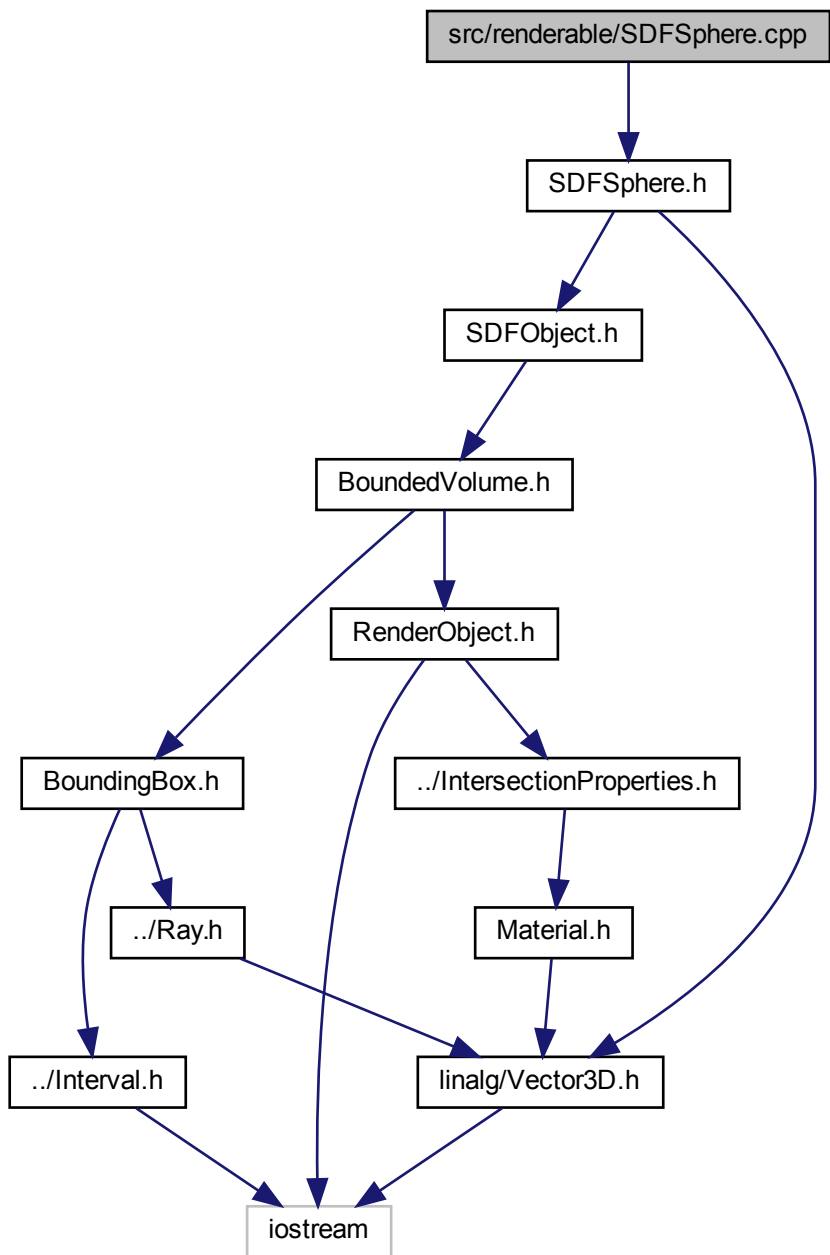 src/renderable/SDFSphere.cpp
SDFSphere.h
SDFObject.h
BoundedVolume.h
RenderObject.h
BoundingBox.h
../IntersectionProperties.h
../Ray.h
Material.h
../Interval.h
linalg/Vector3D.h
iostream